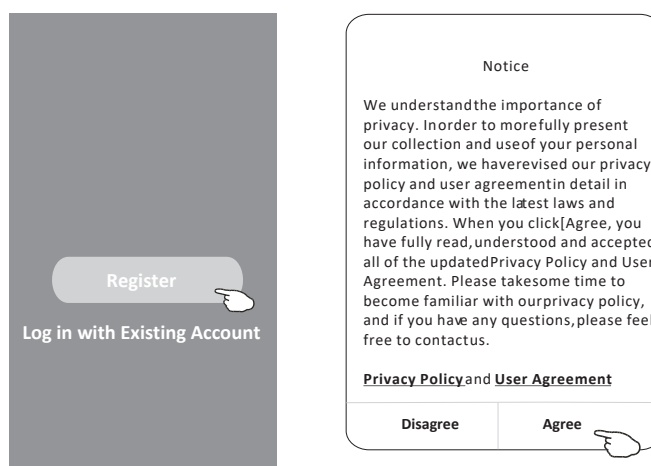 Register
Log in with Existing Account
Notice
We understandthe importance of
privacy. Inorder to morefully present
our collection and useof your personal
information, we haverevised our privacy
policy and user agreementin detail in
accordance with the latest laws and
regulations. When you click[Agree, you
have fully read,understood and accepted
all of the updatedPrivacy Policy and User
Agreement. Please takesome time to
become familiar with ourprivacy policy,
and if you have any questions,please feel
free to contactus.
Privacy Policy and User Agreement
Disagree Agree